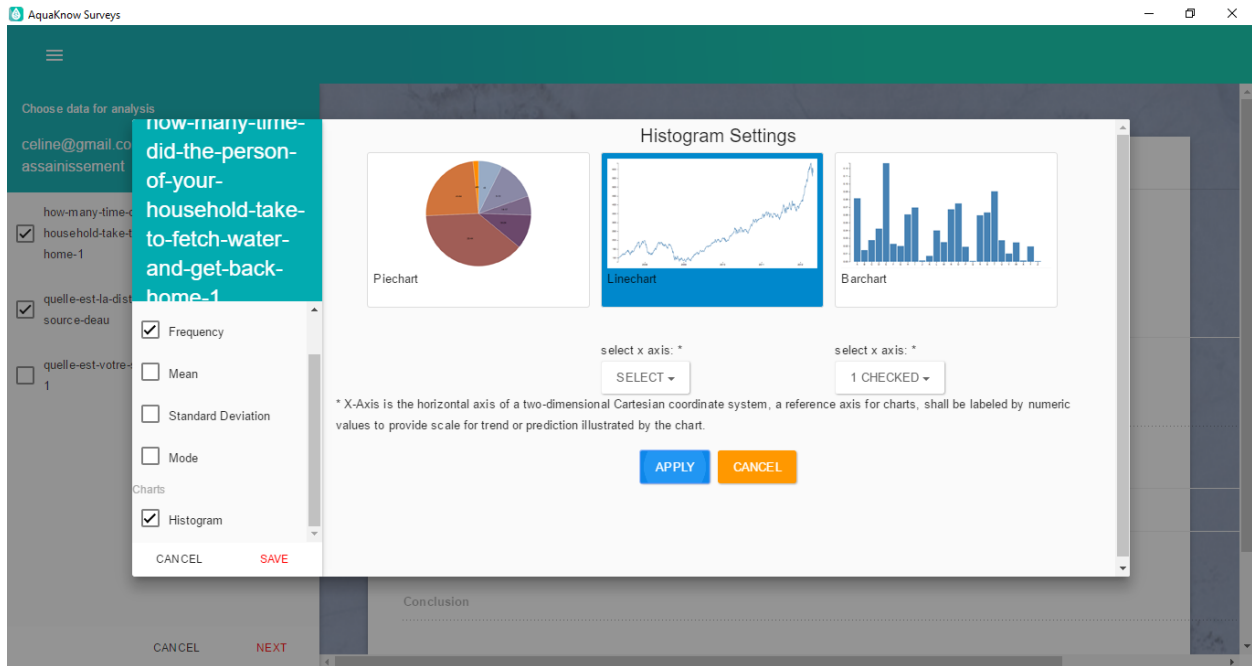 AquaKnow Surveys
Choose data for analysis
celine@gmail.co
assainissement
how-many-time-
household-take-t
home-1
quelle-est-la-dist
source-deau
quelle-est-votre-
1
CANCEL NEXT
how-many-time-
did-the-person-
of-your-
household-take-
to-fetch-water-
and-get-back-
home-1
Frequency
Mean
Standard Deviation
Mode
Charts
Histogram
CANCEL SAVE
Histogram Settings
Piechart
Linechart
Barchart
select x axis: *
SELECT
select x axis: *
1 CHECKED
* X-Axis is the horizontal axis of a two-dimensional Cartesian coordinate system, a reference axis for charts, shall be labeled by numeric
values to provide scale for trend or prediction illustrated by the chart.
APPLY CANCEL
Conclusion